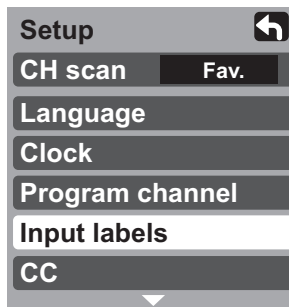 Setup
CH scan Fav.
Language
Clock
Program channel
Input labels
CC